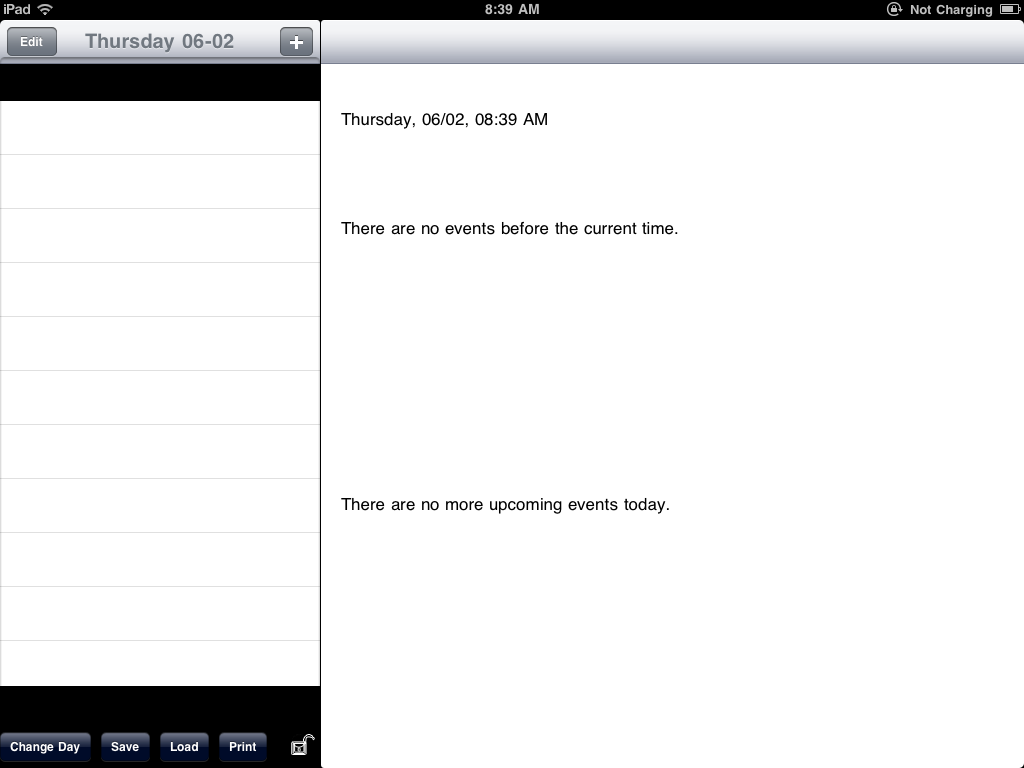 iPad 8:39 AM Not Charging
Edit Thursday 06-02 +
Thursday, 06/02, 08:39 AM
There are no events before the current time.
There are no more upcoming events today.
Change Day Save Load Print